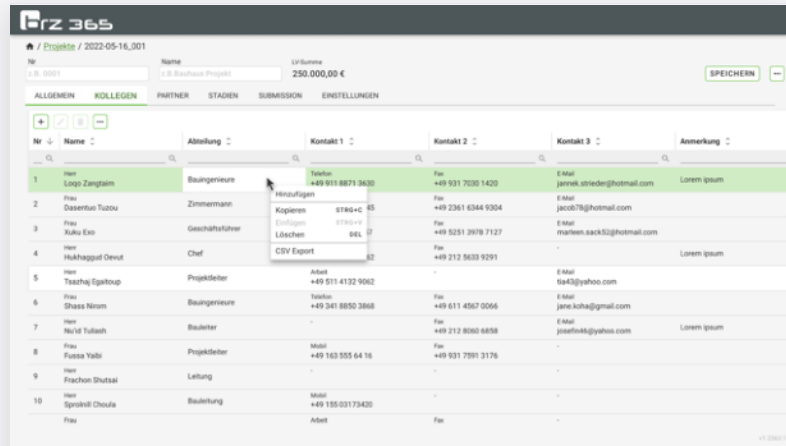 brz 365
/ Projekte / 2022-05-16_001
Nr Name LV-Summe
z.B. 0001 z.B Bauhaus Projekt 250.000,00 € SPEICHERN
ALLGEMEIN KOLLEGEN PARTNER STADIEN SUBMISSION EINSTELLUNGEN
Nr Name Abteilung Kontakt 1 Kontakt 2 Kontakt 3 Anmerkung
Herr Telefon Fax E-Mail
1 Loqo Zangtaim Bauingenieure +49 911 8871 3630 +49 931 7030 1420 jannek.strieder@hotmail.com Lorem ipsum
Hinzufügen
Frau Fax E-Mail
2 Dasentuo Tuzou Zimmermann 45 +49 2361 6344 9304 jacob78@hotmail.com
Kopieren STRG+C
Einfügen STRG+V
Frau Fax E-Mail
3 Xuku Exo Geschäftsführer +49 5251 3978 7127 marleen.sack52@hotmail.com
Löschen DEL
Herr Fax -
4 Hukhaggud Oevut Chef 62 +49 212 5633 9291 Lorem ipsum
CSV Export
Herr Arbeit - E-Mail
5 Tsazhaj Egaitoup Projektleiter +49 511 4132 9062 tia43@yahoo.com
Frau Telefon Fax E-Mail
6 Shass Nirom Bauingenieure +49 341 8850 3868 +49 611 4567 0066 jane.koha@gmail.com
Herr - Fax E-Mail
7 Nu'id Tullash Bauleiter +49 212 8060 6858 josefin46@yahoo.com Lorem ipsum
Frau Mobil Fax -
8 Fussa Yaibi Projektleiter +49 163 555 64 16 +49 931 7591 3176
Herr - - -
9 Frachon Shutsai Leitung
Herr Mobil - -
10 Sprolnill Choula Bauleitung +49 155 03173420
Frau Arbeit Fax -